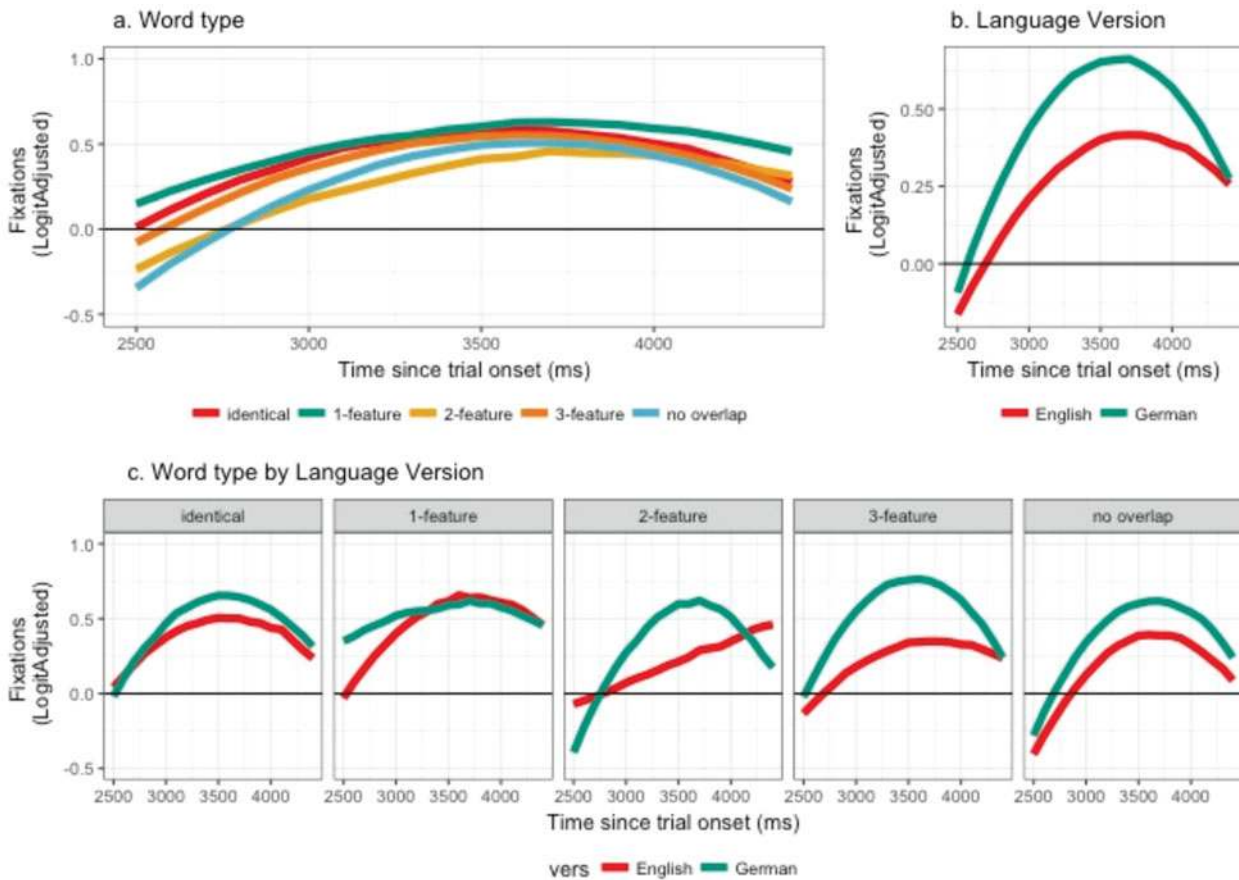 a. Word type
b. Language Version
Fixations
(LogitAdjusted)
1.0
0.5
0.0
-0.5
2500 3000 3500 4000
Time since trial onset (ms)
identical 1-feature 2-feature 3-feature no overlap
Fixations
(LogitAdjusted)
0.50
0.25
0.00
2500 3000 3500 4000
Time since trial onset (ms)
English German
c. Word type by Language Version
identical 1-feature 2-feature 3-feature no overlap
Fixations
(LogitAdjusted)
1.0
0.5
0.0
-0.5
2500 3000 3500 4000 2500 3000 3500 4000 2500 3000 3500 4000 2500 3000 3500 4000 2500 3000 3500 4000
Time since trial onset (ms)
vers English German